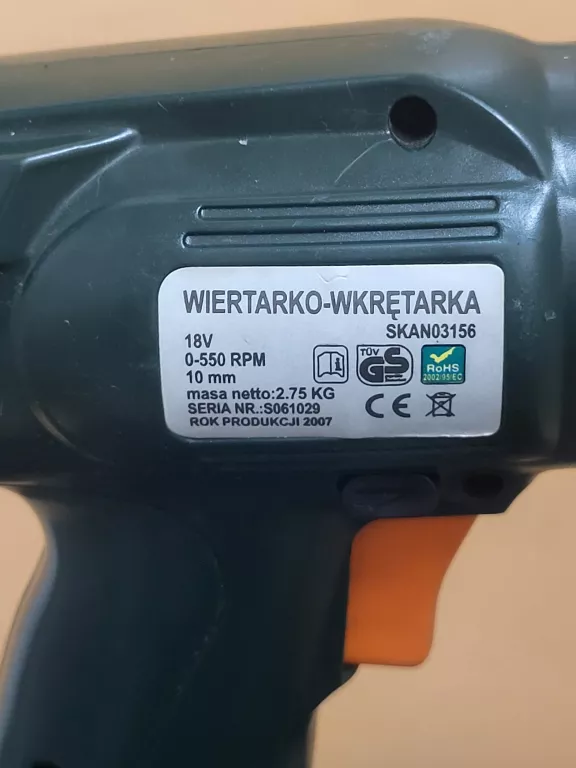 WIERTARKO-WKRĘTARKA
SKAN03156
18V
0-550 RPM
10 mm
masa netto:2.75 KG
SERIA NR.:S061029
ROK PRODUKCJI 2007
TÜV
GS
RoHS
2002/95/EC
CE